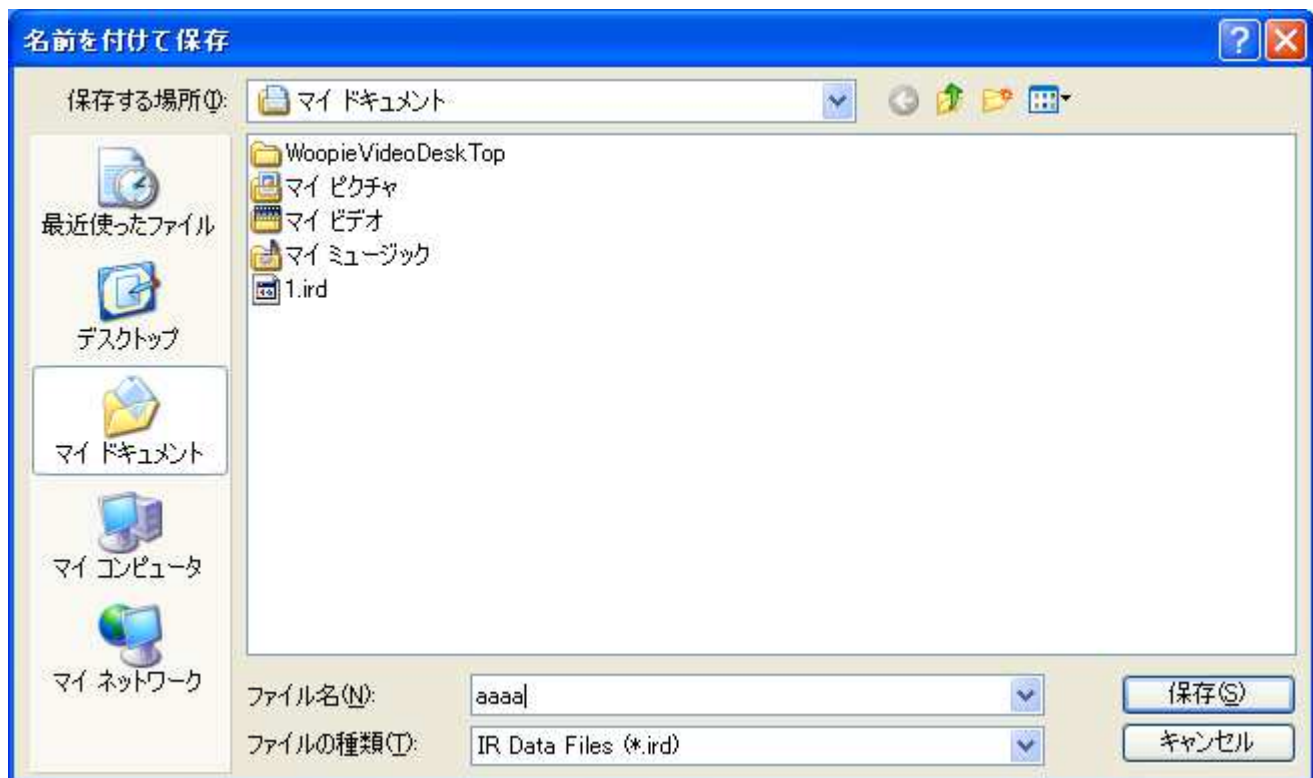 名前を付けて保存
保存する場所(I):
マイ ドキュメント
最近使ったファイル
デスクトップ
マイ ドキュメント
マイ コンピュータ
マイ ネットワーク
WoopieVideoDeskTop
マイ ピクチャ
マイ ビデオ
マイ ミュージック
1.ird
ファイル名(N):
aaaa
保存(S)
ファイルの種類(T):
IR Data Files (*.ird)
キャンセル